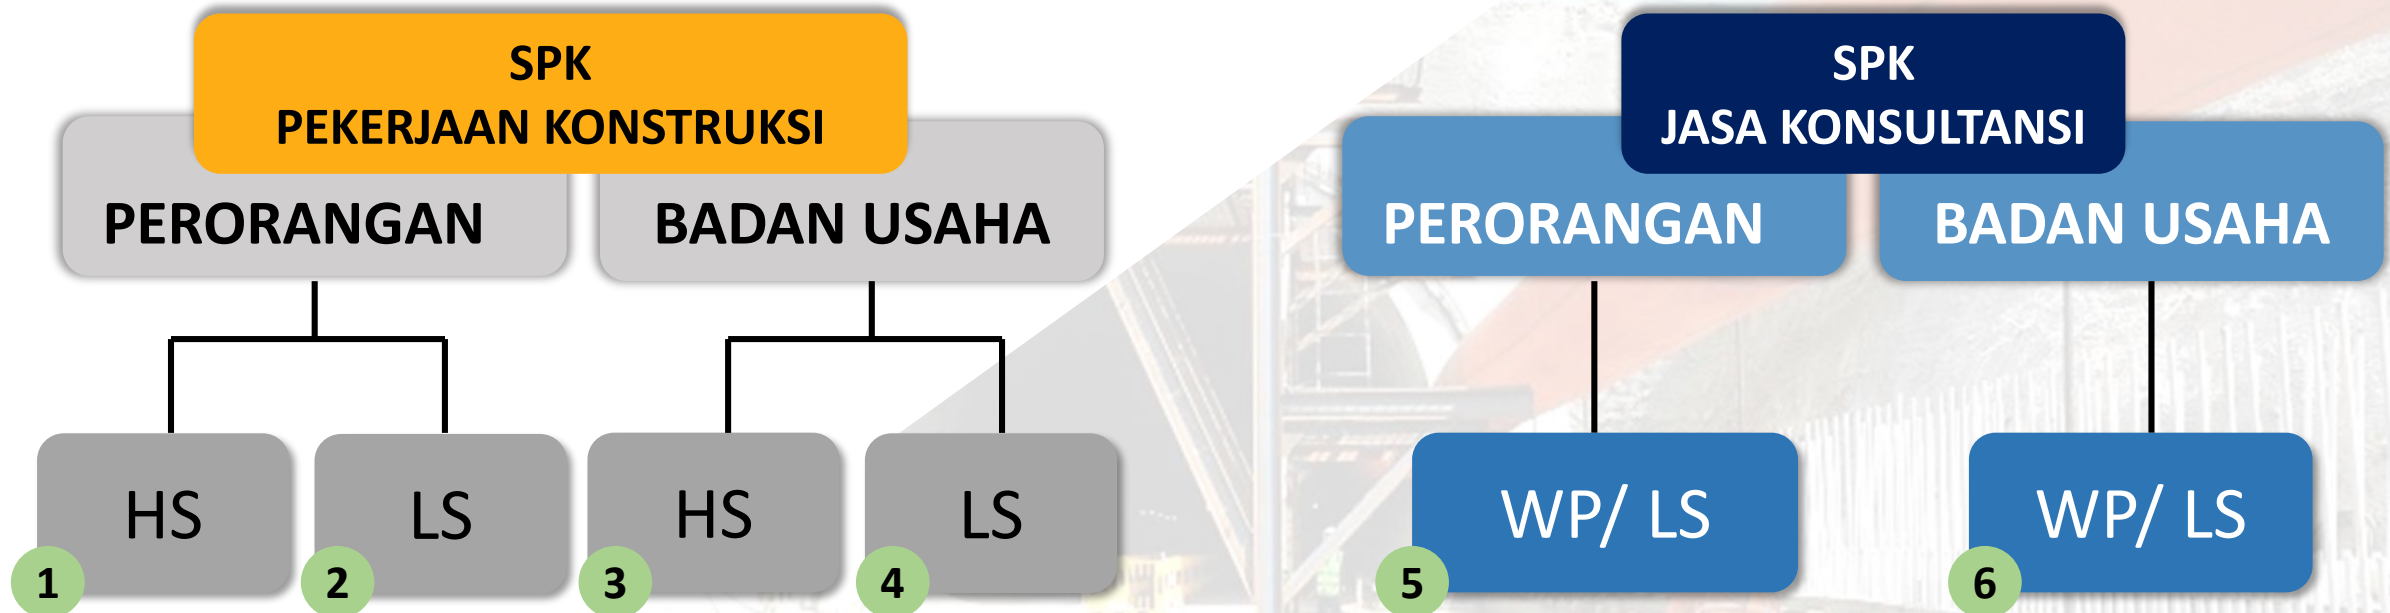 SPK
PEKERJAAN KONSTRUKSI
PERORANGAN
BADAN USAHA
HS
LS
HS
LS
1
2
3
4
SPK
JASA KONSULTANSI
PERORANGAN
BADAN USAHA
WP/ LS
WP/ LS
5
6